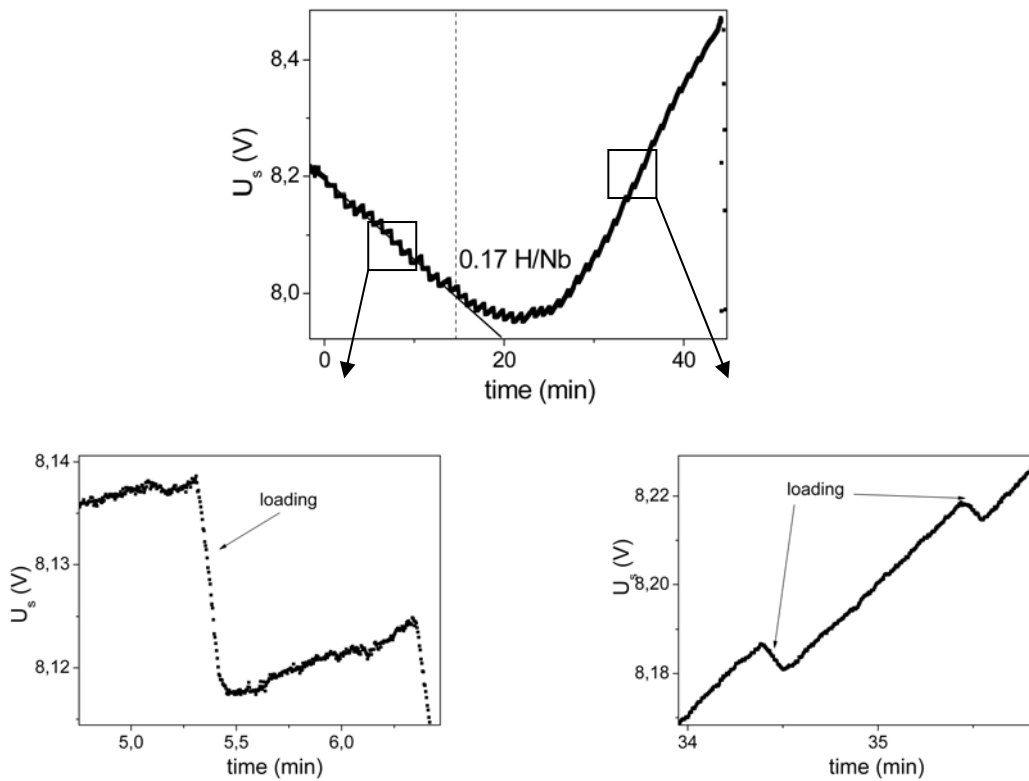 8,4
8,2
8,0
U_s (V)
0.17 H/Nb
0
20
40
time (min)
8,14
8,13
8,12
U_s (V)
loading
5,0
5,5
6,0
time (min)
8,22
8,20
8,18
U_s (V)
loading
34
35
time (min)